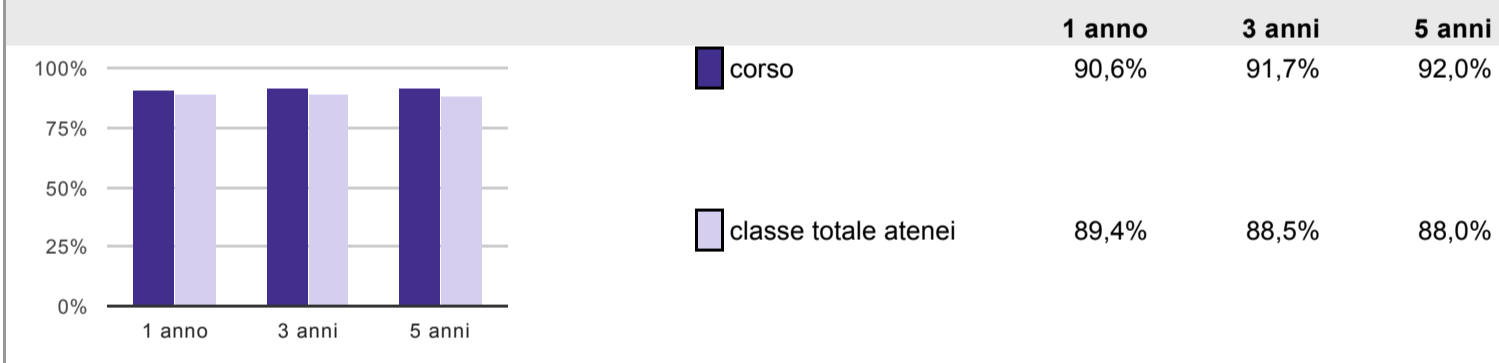 1 anno 3 anni 5 anni
100%
75%
50%
25%
0%
1 anno 3 anni 5 anni
corso 90,6% 91,7% 92,0%
classe totale atenei 89,4% 88,5% 88,0%